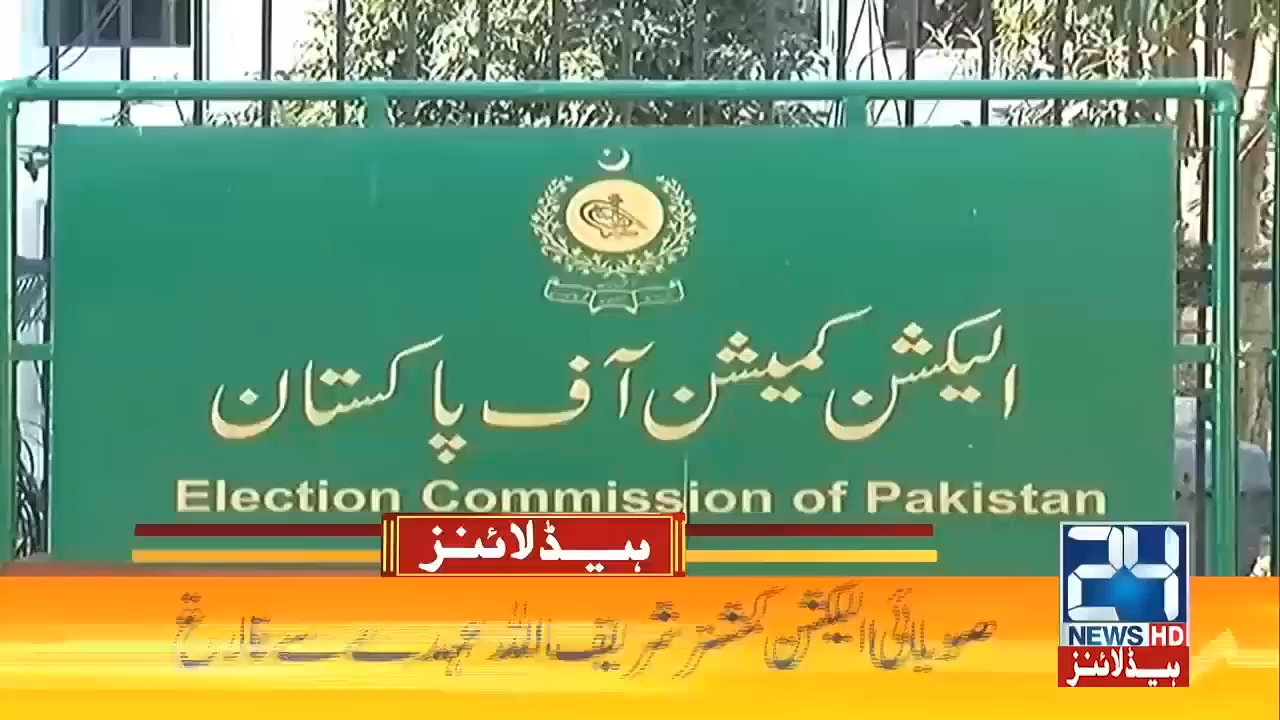 الیکشن کمیشن آف پاکستان
Election Commission of Pakistan
ہیڈلائنز
صوبائی الیکشن کمشنر شریف اللہ عہدے سے فارغ
24
NEWS HD
ہیڈلائنز